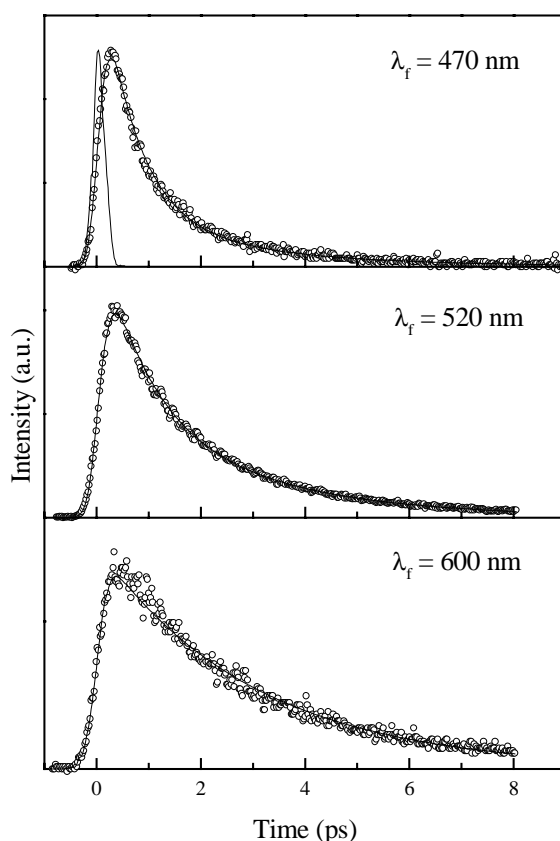 λf = 470 nm
λf = 520 nm
Intensity (a.u.)
λf = 600 nm
0 2 4 6 8
Time (ps)